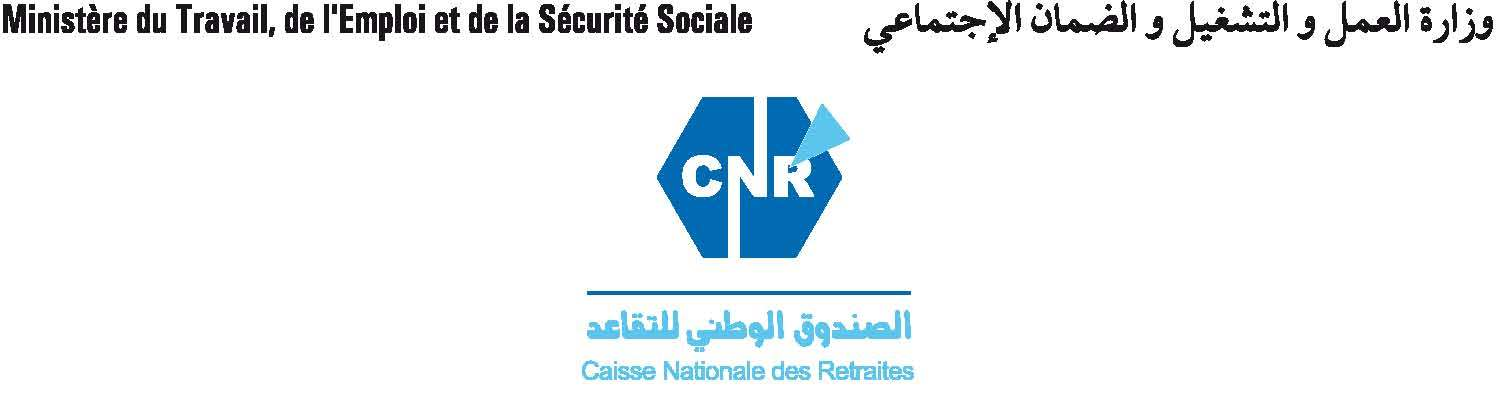 Ministère du Travail, de l'Emploi et de la Sécurité Sociale
وزارة العمل و التشغيل و الضمان الإجتماعي
CNR
الصندوق الوطني للتقاعد
Caisse Nationale des Retraites